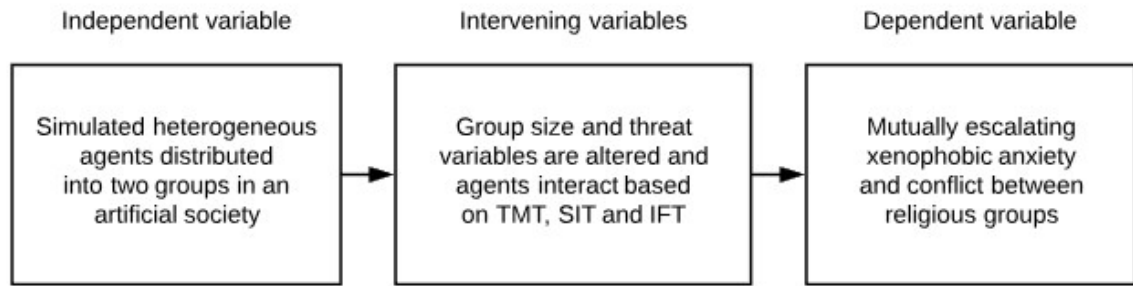 Independent variable
Intervening variables
Dependent variable
Simulated heterogeneous
agents distributed
into two groups in an
artificial society
Group size and threat
variables are altered and
agents interact based
on TMT, SIT and IFT
Mutually escalating
xenophobic anxiety
and conflict between
religious groups